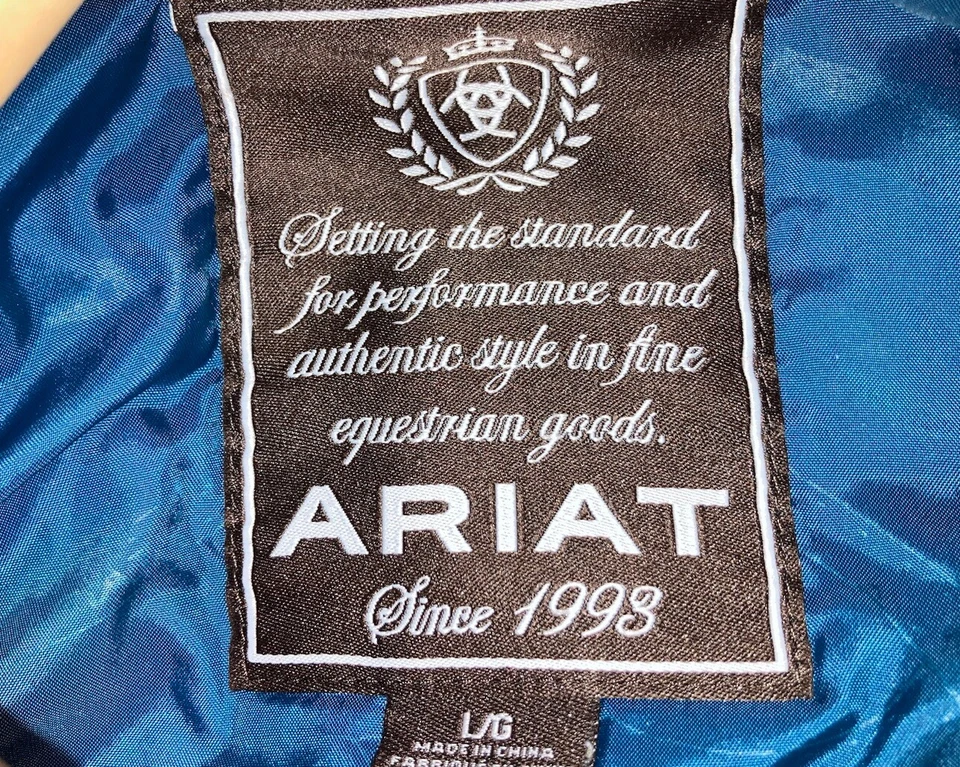 Setting the standard
for performance and
authentic style in fine
equestrian goods.
ARIAT
Since 1993
L/G
MADE IN CHINA